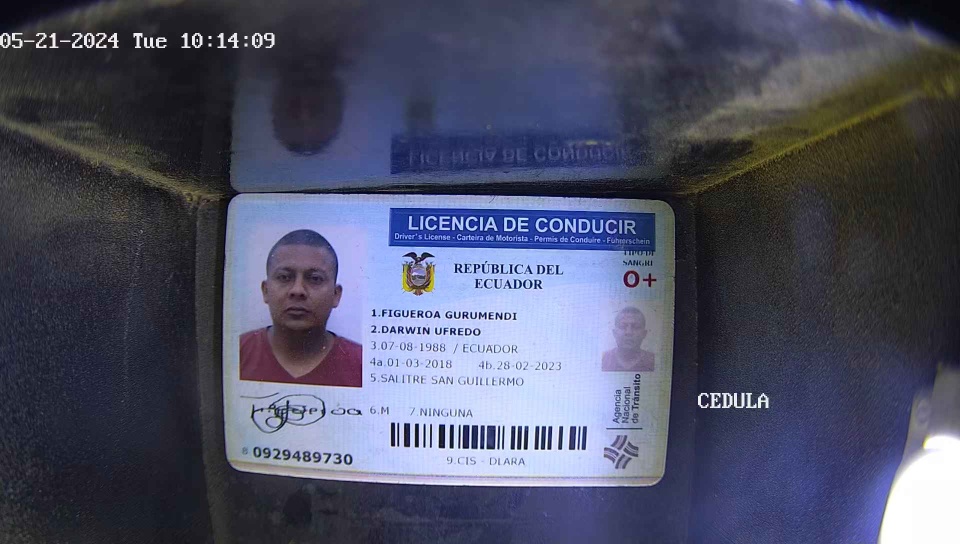 05-21-2024 Tue 10:14:09
LICENCIA DE CONDUCIR
LICENCIA DE CONDUCIR
Driver's License - Carteira de Motorista - Permis de Conduire - Führerschein
TIPO DE
SANGRE
O+
REPÚBLICA DEL
ECUADOR
1.FIGUEROA GURUMENDI
2.DARWIN UFREDO
3.07-08-1988 / ECUADOR
4a.01-03-2018 4b.28-02-2023
5.SALITRE SAN GUILLERMO
6.M 7.NINGUNA
Agencia
Nacional
de Tránsito
CEDULA
8 0929489730
9.CIS - DLARA